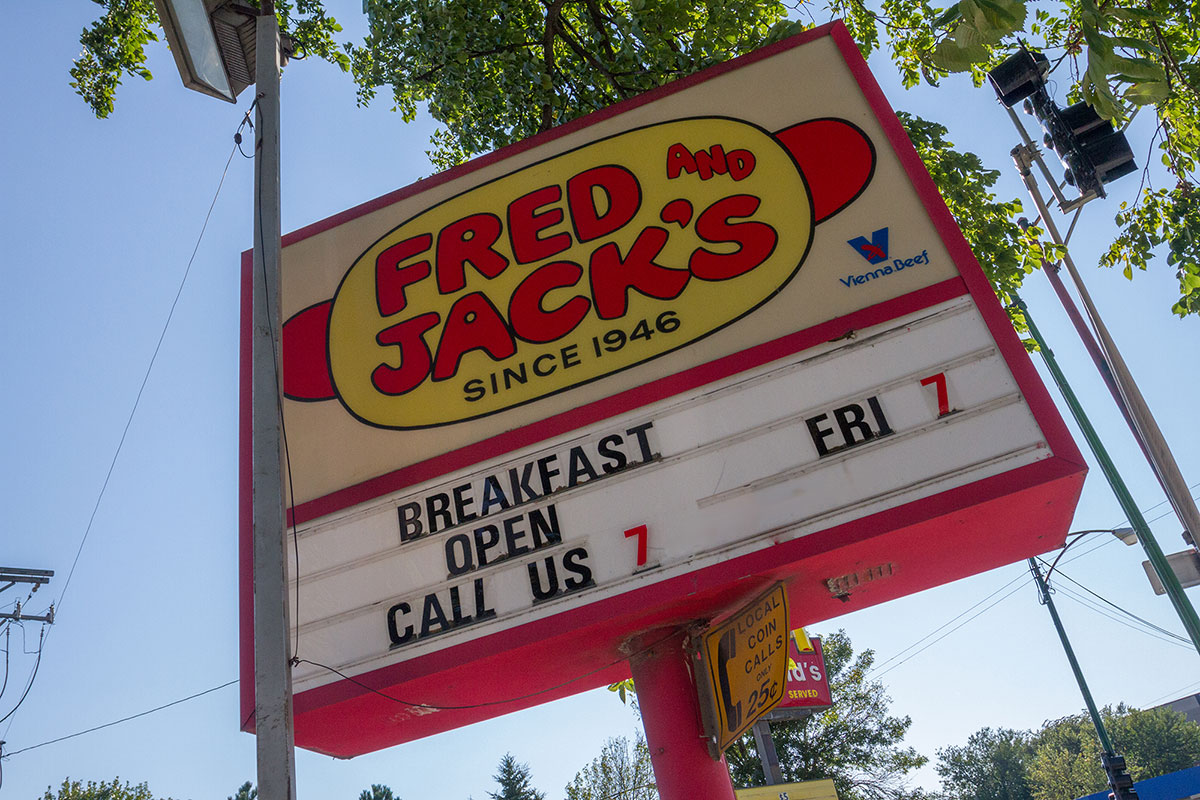 FRED AND
JACK'S
SINCE 1946
Vienna Beef
BREAKFAST FRI 7
OPEN
CALL US 7
LOCAL
COIN
CALLS
ONLY
25¢
d's
SERVED